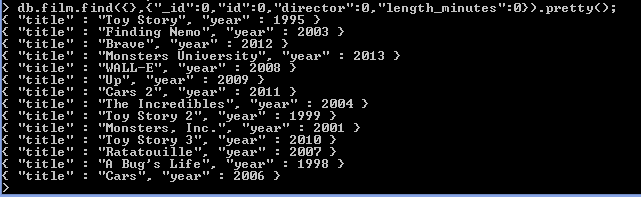 > db.film.find({},{"_id":0,"id":0,"director":0,"length_minutes":0}).pretty();
{ "title" : "Toy Story", "year" : 1995 }
{ "title" : "Finding Nemo", "year" : 2003 }
{ "title" : "Brave", "year" : 2012 }
{ "title" : "Monsters University", "year" : 2013 }
{ "title" : "WALL-E", "year" : 2008 }
{ "title" : "Up", "year" : 2009 }
{ "title" : "Cars 2", "year" : 2011 }
{ "title" : "The Incredibles", "year" : 2004 }
{ "title" : "Toy Story 2", "year" : 1999 }
{ "title" : "Monsters, Inc.", "year" : 2001 }
{ "title" : "Toy Story 3", "year" : 2010 }
{ "title" : "Ratatouille", "year" : 2007 }
{ "title" : "A Bug's Life", "year" : 1998 }
{ "title" : "Cars", "year" : 2006 }
>